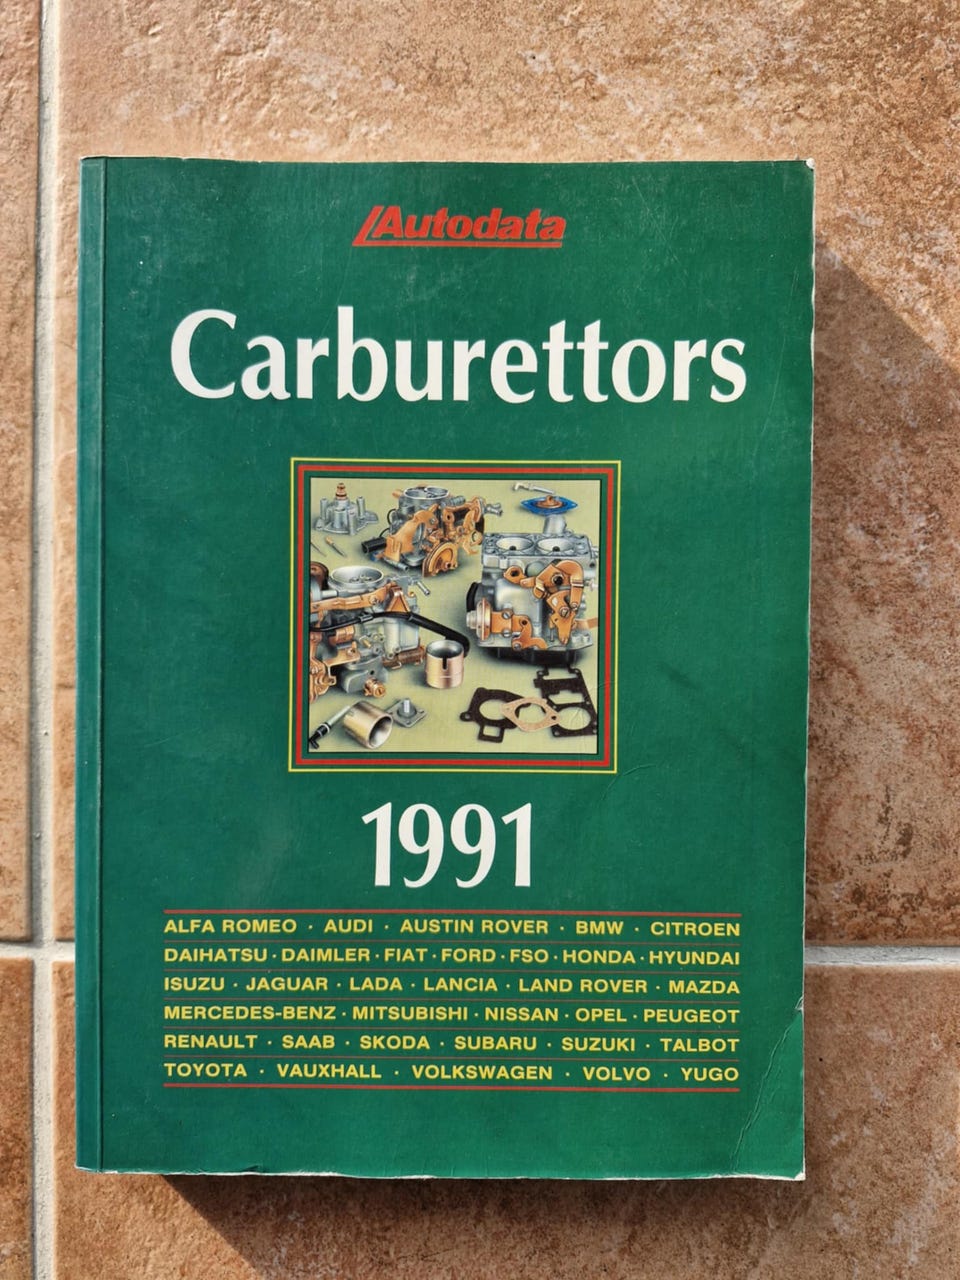 Autodata
Carburettors
1991
ALFA ROMEO · AUDI · AUSTIN ROVER · BMW · CITROEN
DAIHATSU · DAIMLER · FIAT · FORD · FSO · HONDA · HYUNDAI
ISUZU · JAGUAR · LADA · LANCIA · LAND ROVER · MAZDA
MERCEDES-BENZ · MITSUBISHI · NISSAN · OPEL · PEUGEOT
RENAULT · SAAB · SKODA · SUBARU · SUZUKI · TALBOT
TOYOTA · VAUXHALL · VOLKSWAGEN · VOLVO · YUGO